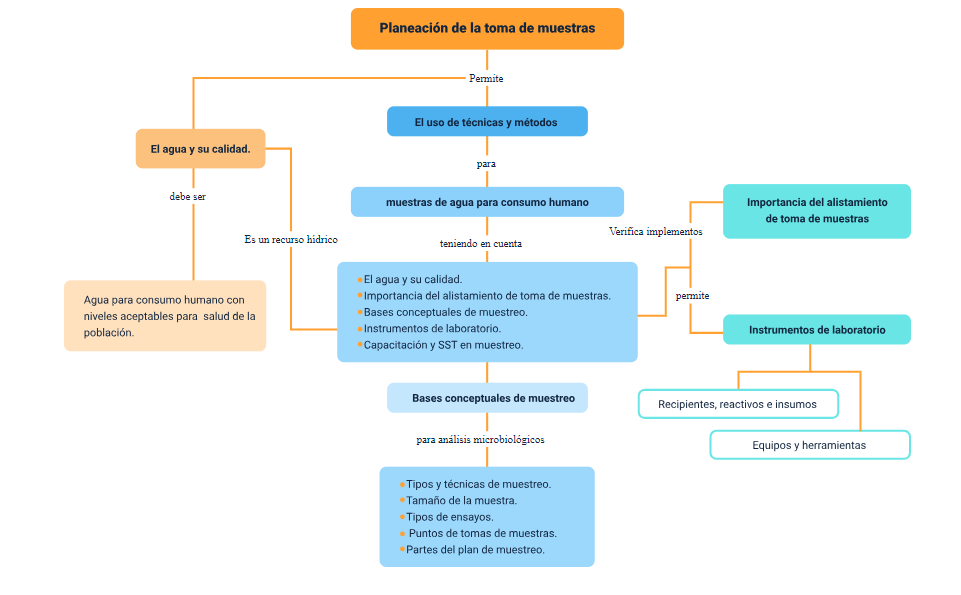 Planeación de la toma de muestras
Permite
El uso de técnicas y métodos
El agua y su calidad.
para
debe ser
muestras de agua para consumo humano
Importancia del alistamiento
de toma de muestras
Verifica implementos
Es un recurso hidrico
teniendo en cuenta
El agua y su calidad.
Importancia del alistamiento de toma de muestras.
Bases conceptuales de muestreo.
Instrumentos de laboratorio.
Capacitación y SST en muestreo.
Agua para consumo humano con
niveles aceptables para salud de la
población.
permite
Instrumentos de laboratorio
Recipientes, reactivos e insumos
Equipos y herramientas
Bases conceptuales de muestreo
para análisis microbiológicos
Tipos y técnicas de muestreo.
Tamaño de la muestra.
Tipos de ensayos.
Puntos de tomas de muestras.
Partes del plan de muestreo.